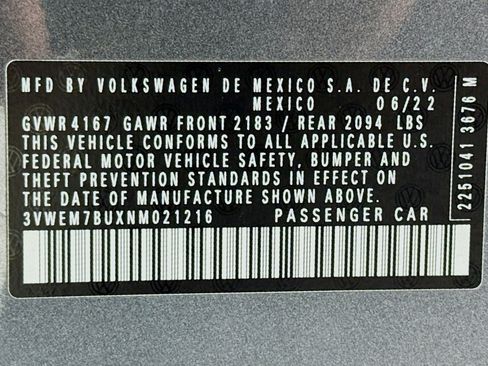 MFD BY VOLKSWAGEN DE MEXICO S.A. DE C.V.
MEXICO 06/22
GVWR 4167 GAWR FRONT 2183 / REAR 2094 LBS
THIS VEHICLE CONFORMS TO ALL APPLICABLE U.S.
FEDERAL MOTOR VEHICLE SAFETY, BUMPER AND
THEFT PREVENTION STANDARDS IN EFFECT ON
THE DATE OF MANUFACTURE SHOWN ABOVE.
3VWEM7BUXNM021216 PASSENGER CAR
2251041 3676 M